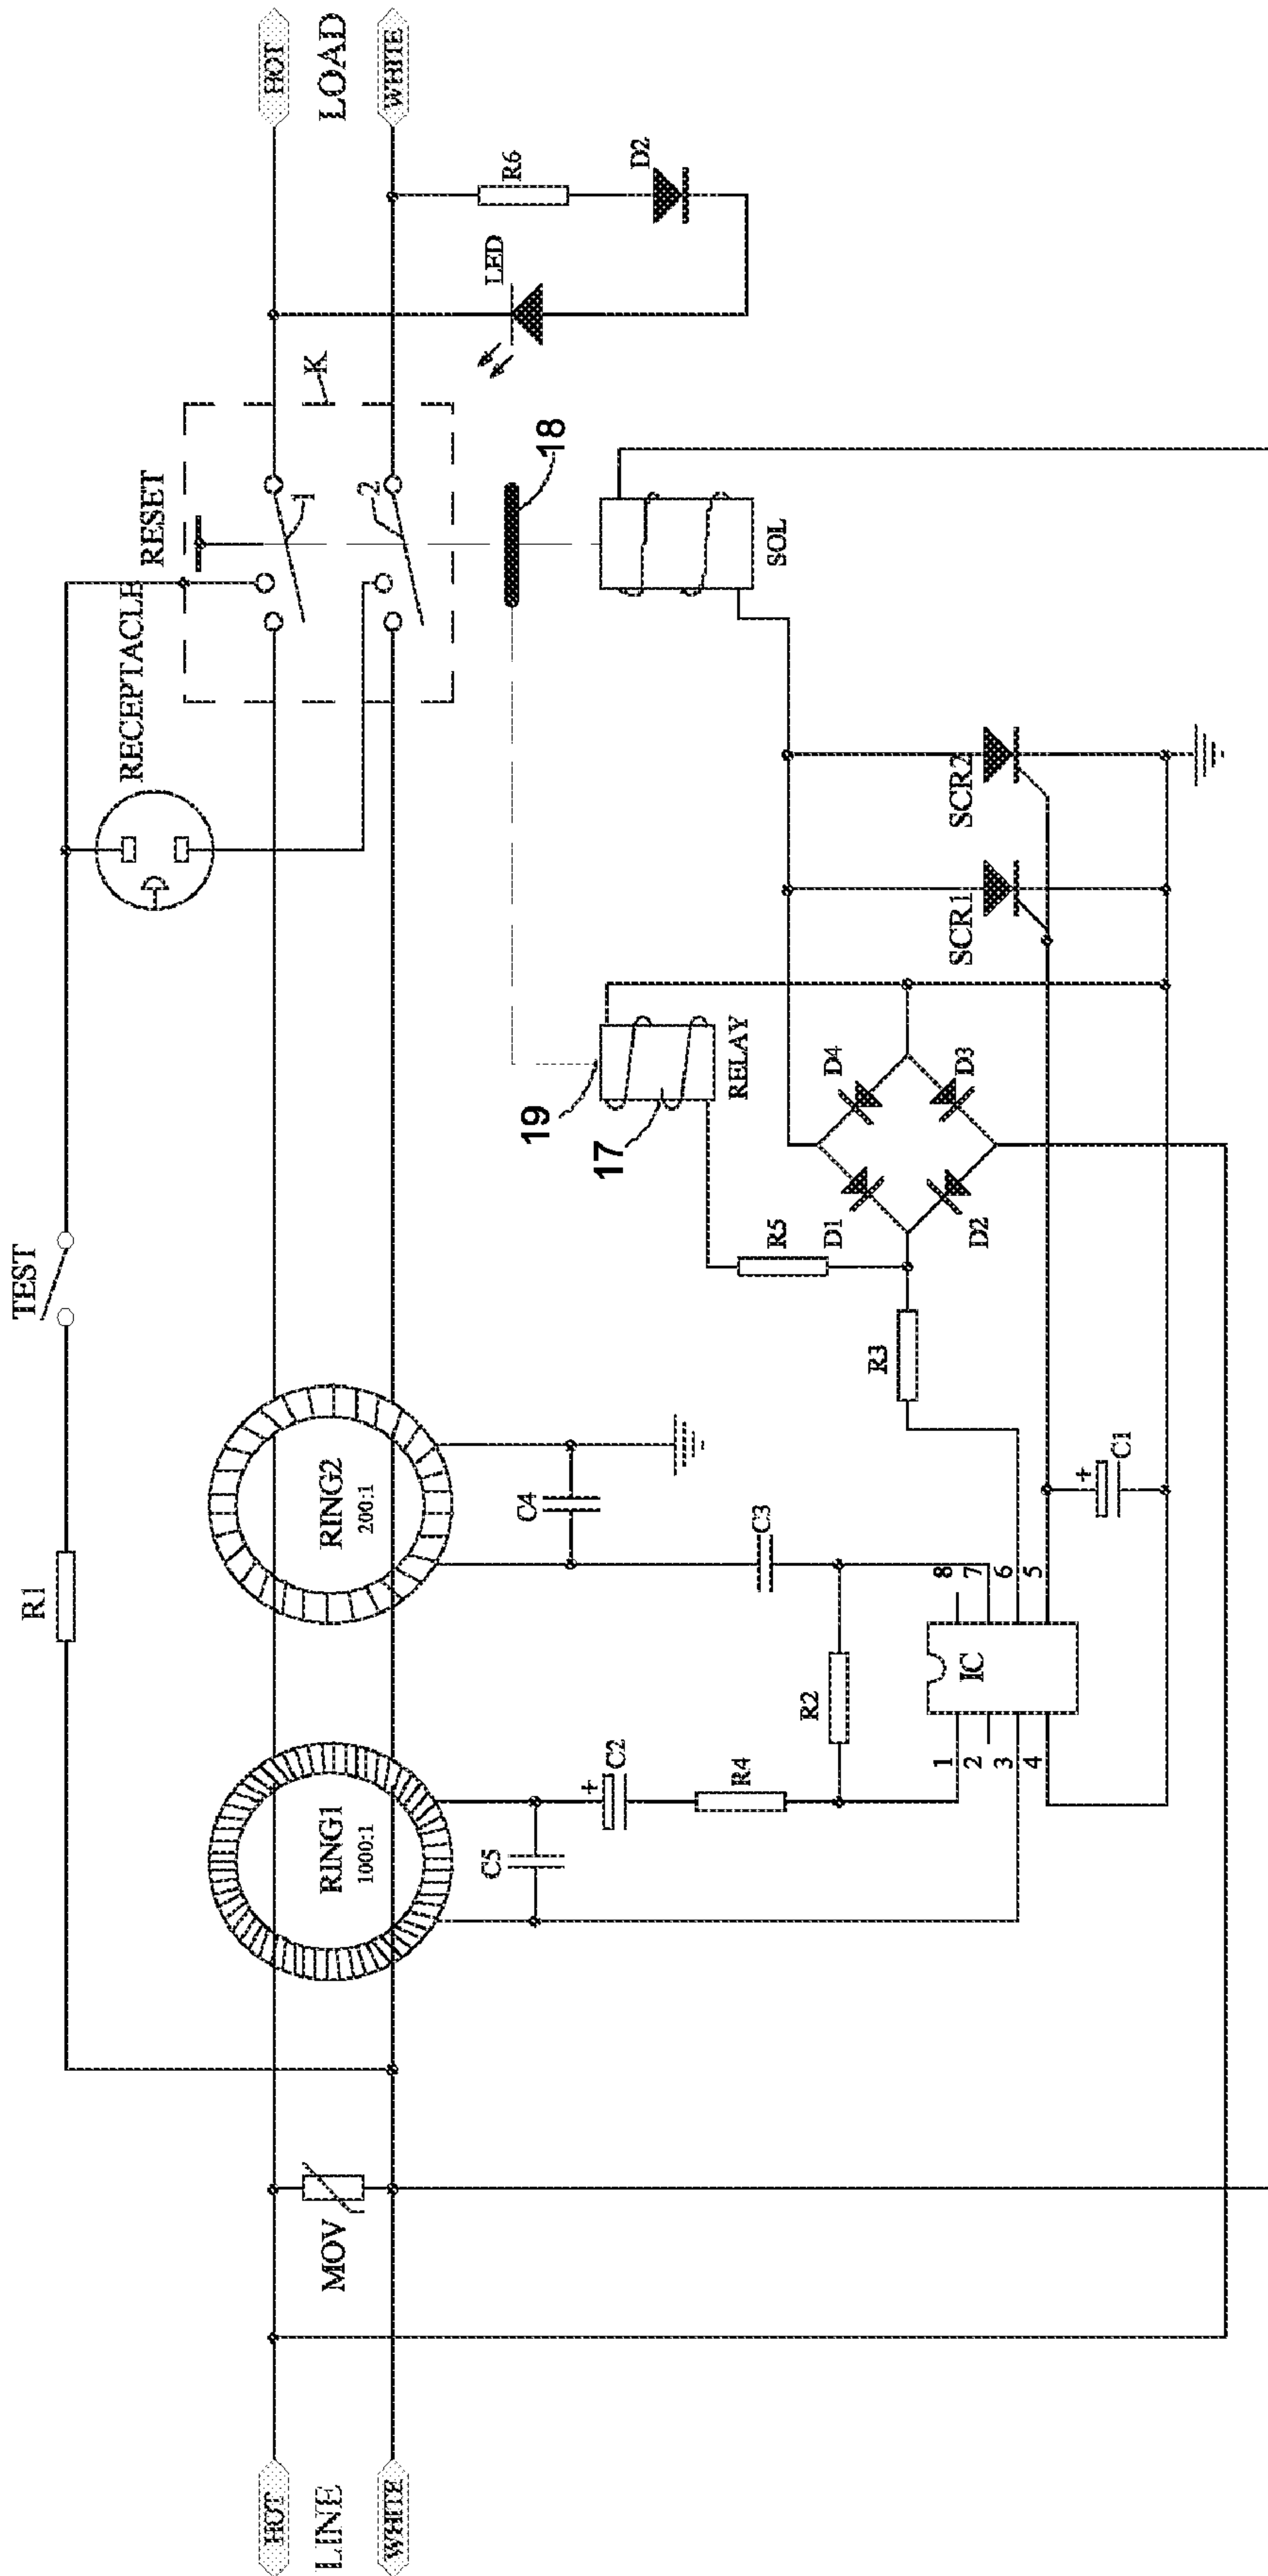 LINE
HOT
WHITE
MOV
R1
TEST
RECEPTACLE
RESET
K
1
2
HOT
LOAD
WHITE
RING1
1000:1
RING2
200:1
C5
C2
+
R4
R2
C4
C3
IC
1
2
3
4
8
7
6
5
C1
+
R3
R5
D1
D2
D4
D3
RELAY
17
19
18
SOL
SCR1
SCR2
LED
R6
D2